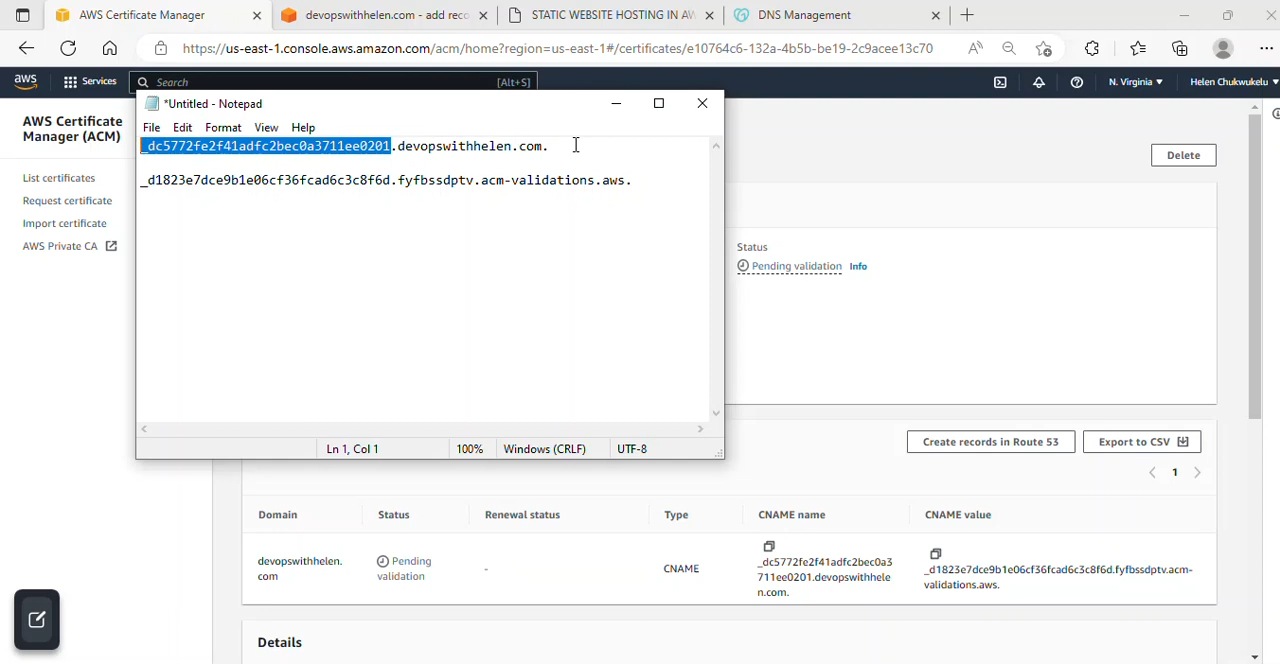 AWS Certificate Manager
devopswithhelen.com - add reco
STATIC WEBSITE HOSTING IN AW
DNS Management
https://us-east-1.console.aws.amazon.com/acm/home?region=us-east-1#/certificates/e10764c6-132a-4b5b-be19-2c9acee13c70
aws
Services
Search
[Alt+S]
N. Virginia
Helen Chukwukelu
AWS Certificate
Manager (ACM)
List certificates
Request certificate
Import certificate
AWS Private CA
*Untitled - Notepad
File Edit Format View Help
_dc5772fe2f41adfc2bec0a3711ee0201.devopswithhelen.com.
_d1823e7dce9b1e06cf36fcad6c3c8f6d.fyfbssdptv.acm-validations.aws.
Ln 1, Col 1
100%
Windows (CRLF)
UTF-8
Delete
Status
Pending validation Info
Create records in Route 53
Export to CSV
1
Domain
Status
Renewal status
Type
CNAME name
CNAME value
devopswithhelen.
com
Pending
validation
-
CNAME
_dc5772fe2f41adfc2bec0a3
711ee0201.devopswithhele
n.com.
_d1823e7dce9b1e06cf36fcad6c3c8f6d.fyfbssdptv.acm-
validations.aws.
Details